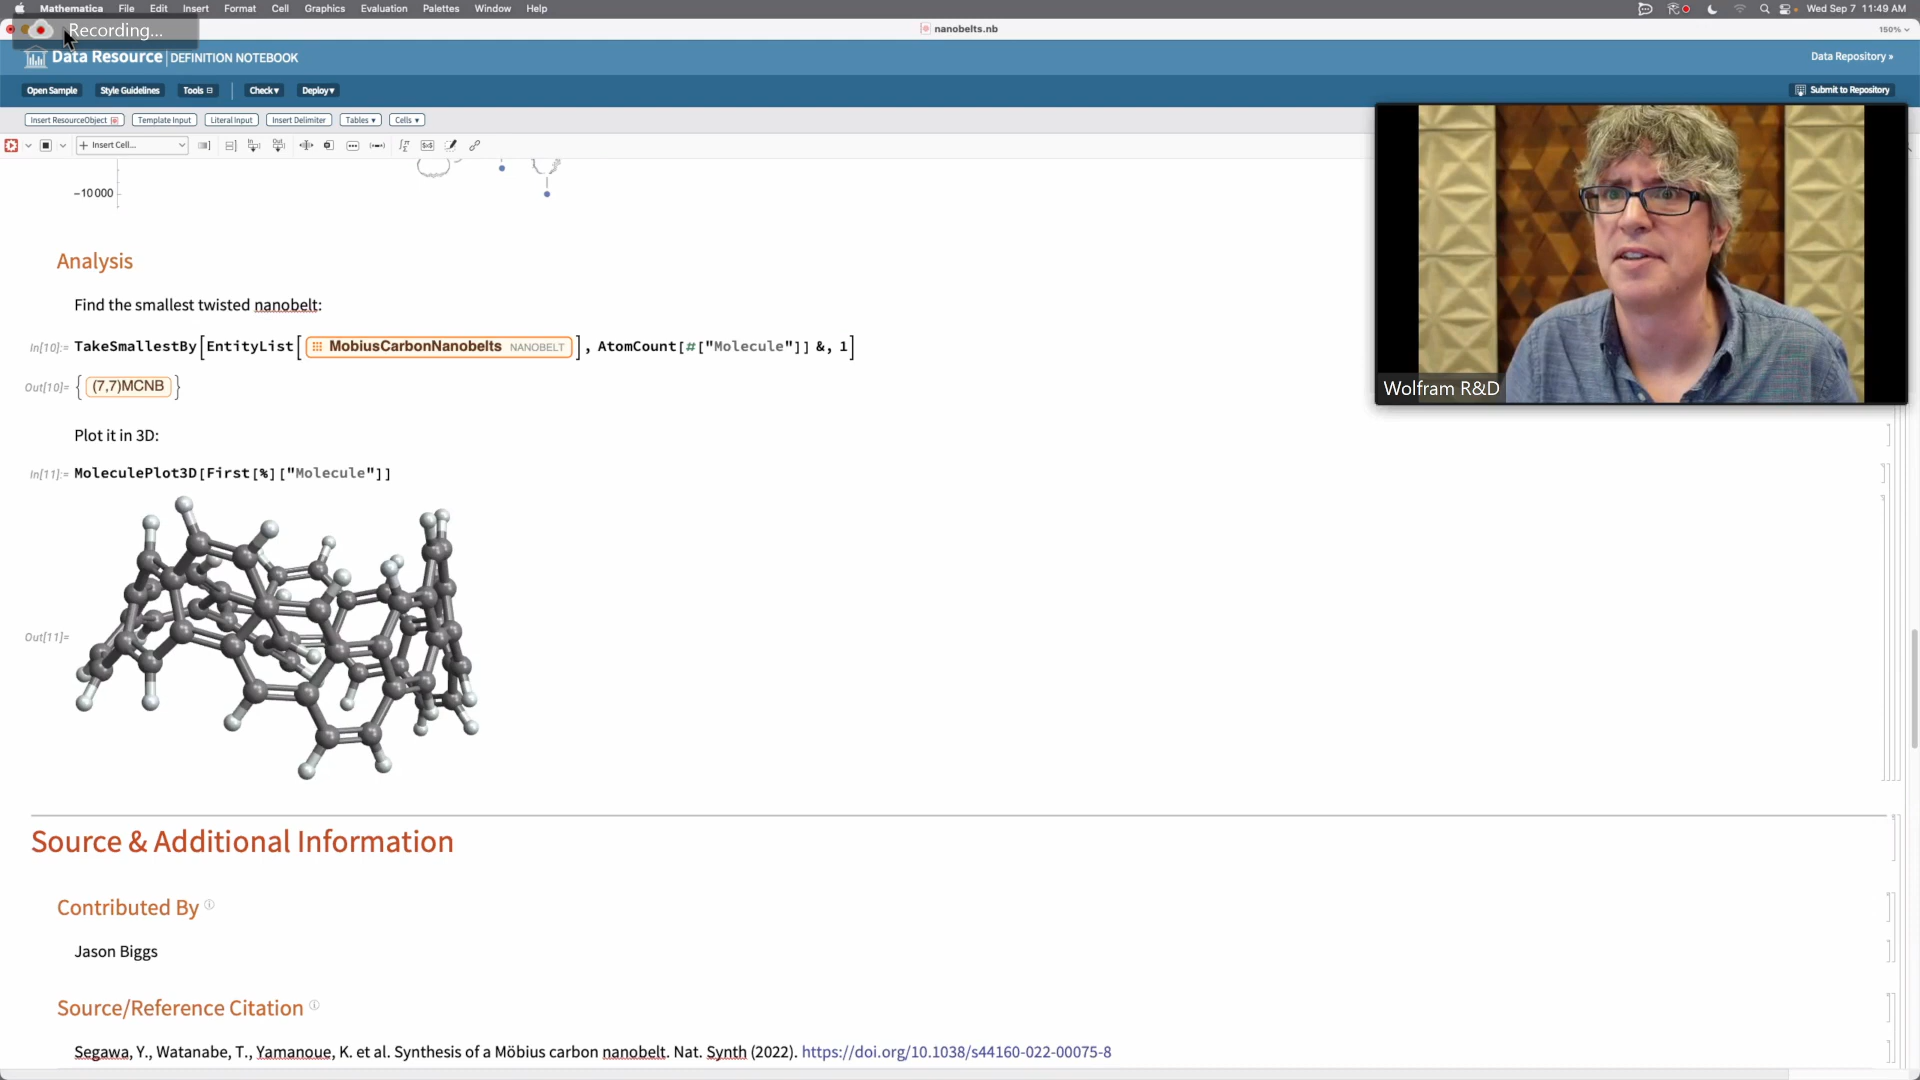 Mathematica File Edit Insert Format Cell Graphics Evaluation Palettes Window Help
Wed Sep 7 11:49 AM
Recording...
nanobelts.nb
150%
Data Resource | DEFINITION NOTEBOOK
Data Repository »
Open Sample Style Guidelines Tools Check Deploy
Submit to Repository
Insert ResourceObject Template Input Literal Input Insert Delimiter Tables Cells
Insert Cell...
-10 000
Analysis
Find the smallest twisted nanobelt:
In[10]:= TakeSmallestBy[EntityList[ MobiusCarbonNanobelts NANOBELT ], AtomCount[#["Molecule"]] &, 1]
Out[10]= { (7,7)MCNB }
Wolfram R&D
Plot it in 3D:
In[11]:= MoleculePlot3D[First[%]["Molecule"]]
Out[11]=
Source & Additional Information
Contributed By
Jason Biggs
Source/Reference Citation
Segawa, Y., Watanabe, T., Yamanoue, K. et al. Synthesis of a Möbius carbon nanobelt. Nat. Synth (2022). https://doi.org/10.1038/s44160-022-00075-8